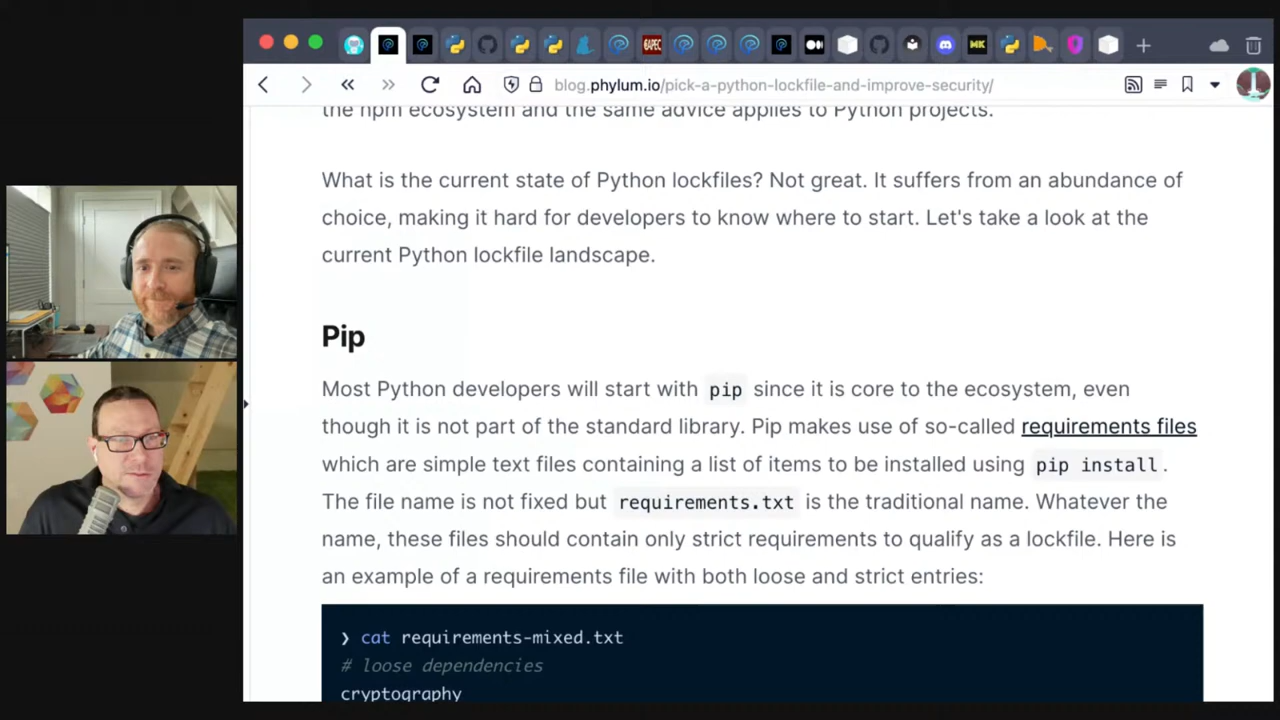 blog.phylum.io/pick-a-python-lockfile-and-improve-security/
the npm ecosystem and the same advice applies to Python projects.
What is the current state of Python lockfiles? Not great. It suffers from an abundance of
choice, making it hard for developers to know where to start. Let's take a look at the
current Python lockfile landscape.
Pip
Most Python developers will start with pip since it is core to the ecosystem, even
though it is not part of the standard library. Pip makes use of so-called requirements files
which are simple text files containing a list of items to be installed using pip install.
The file name is not fixed but requirements.txt is the traditional name. Whatever the
name, these files should contain only strict requirements to qualify as a lockfile. Here is
an example of a requirements file with both loose and strict entries:
❯ cat requirements-mixed.txt
# loose dependencies
cryptography